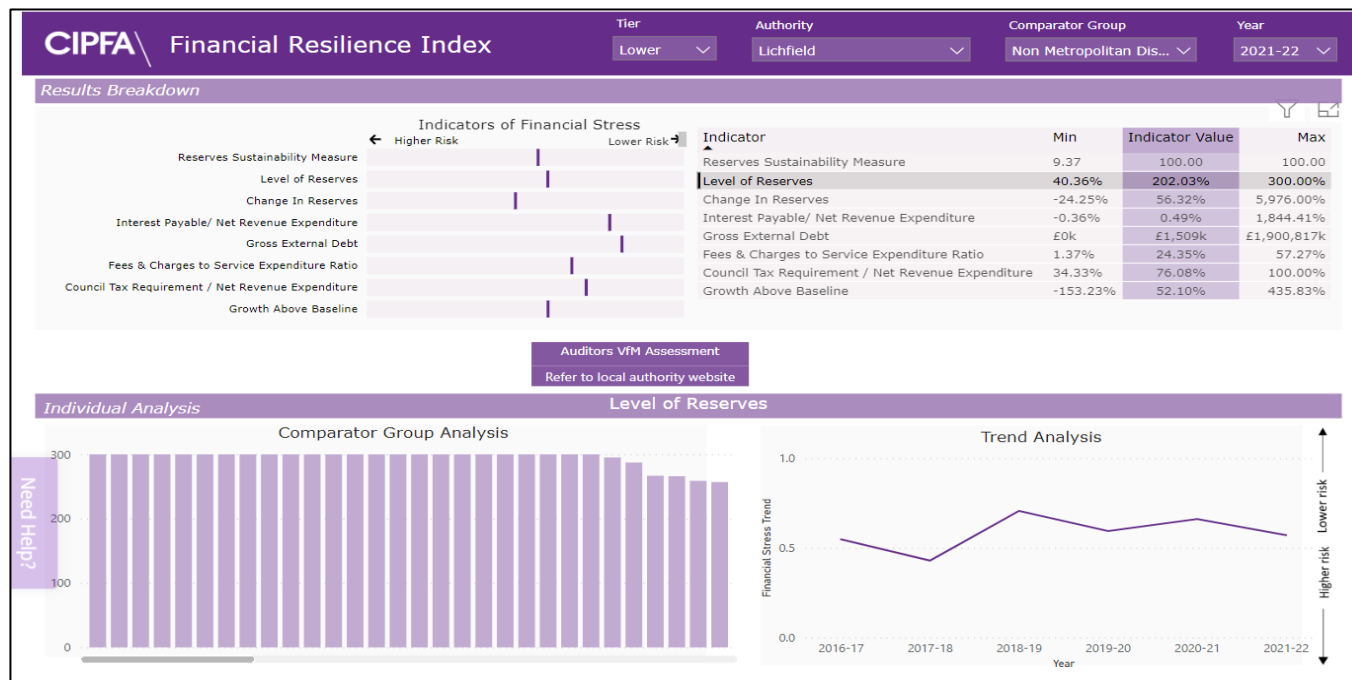 Tier Authority Comparator Group Year
CIPFA\ Financial Resilience Index
Lower Lichfield Non Metropolitan Dis... 2021-22
Results Breakdown
Indicators of Financial Stress
← Higher Risk Lower Risk →
Reserves Sustainability Measure
Level of Reserves
Change In Reserves
Interest Payable/ Net Revenue Expenditure
Gross External Debt
Fees & Charges to Service Expenditure Ratio
Council Tax Requirement / Net Revenue Expenditure
Growth Above Baseline
Indicator Min Indicator Value Max
Reserves Sustainability Measure 9.37 100.00 100.00
Level of Reserves 40.36% 202.03% 300.00%
Change In Reserves -24.25% 56.32% 5,976.00%
Interest Payable/ Net Revenue Expenditure -0.36% 0.49% 1,844.41%
Gross External Debt £0k £1,509k £1,900,817k
Fees & Charges to Service Expenditure Ratio 1.37% 24.35% 57.27%
Council Tax Requirement / Net Revenue Expenditure 34.33% 76.08% 100.00%
Growth Above Baseline -153.23% 52.10% 435.83%
Auditors VfM Assessment
Refer to local authority website
Individual Analysis Level of Reserves
Need Help?
Comparator Group Analysis
300
200
100
0
Trend Analysis
Financial Stress Trend
1.0
0.5
0.0
2016-17 2017-18 2018-19 2019-20 2020-21 2021-22
Year
Lower risk
Higher risk